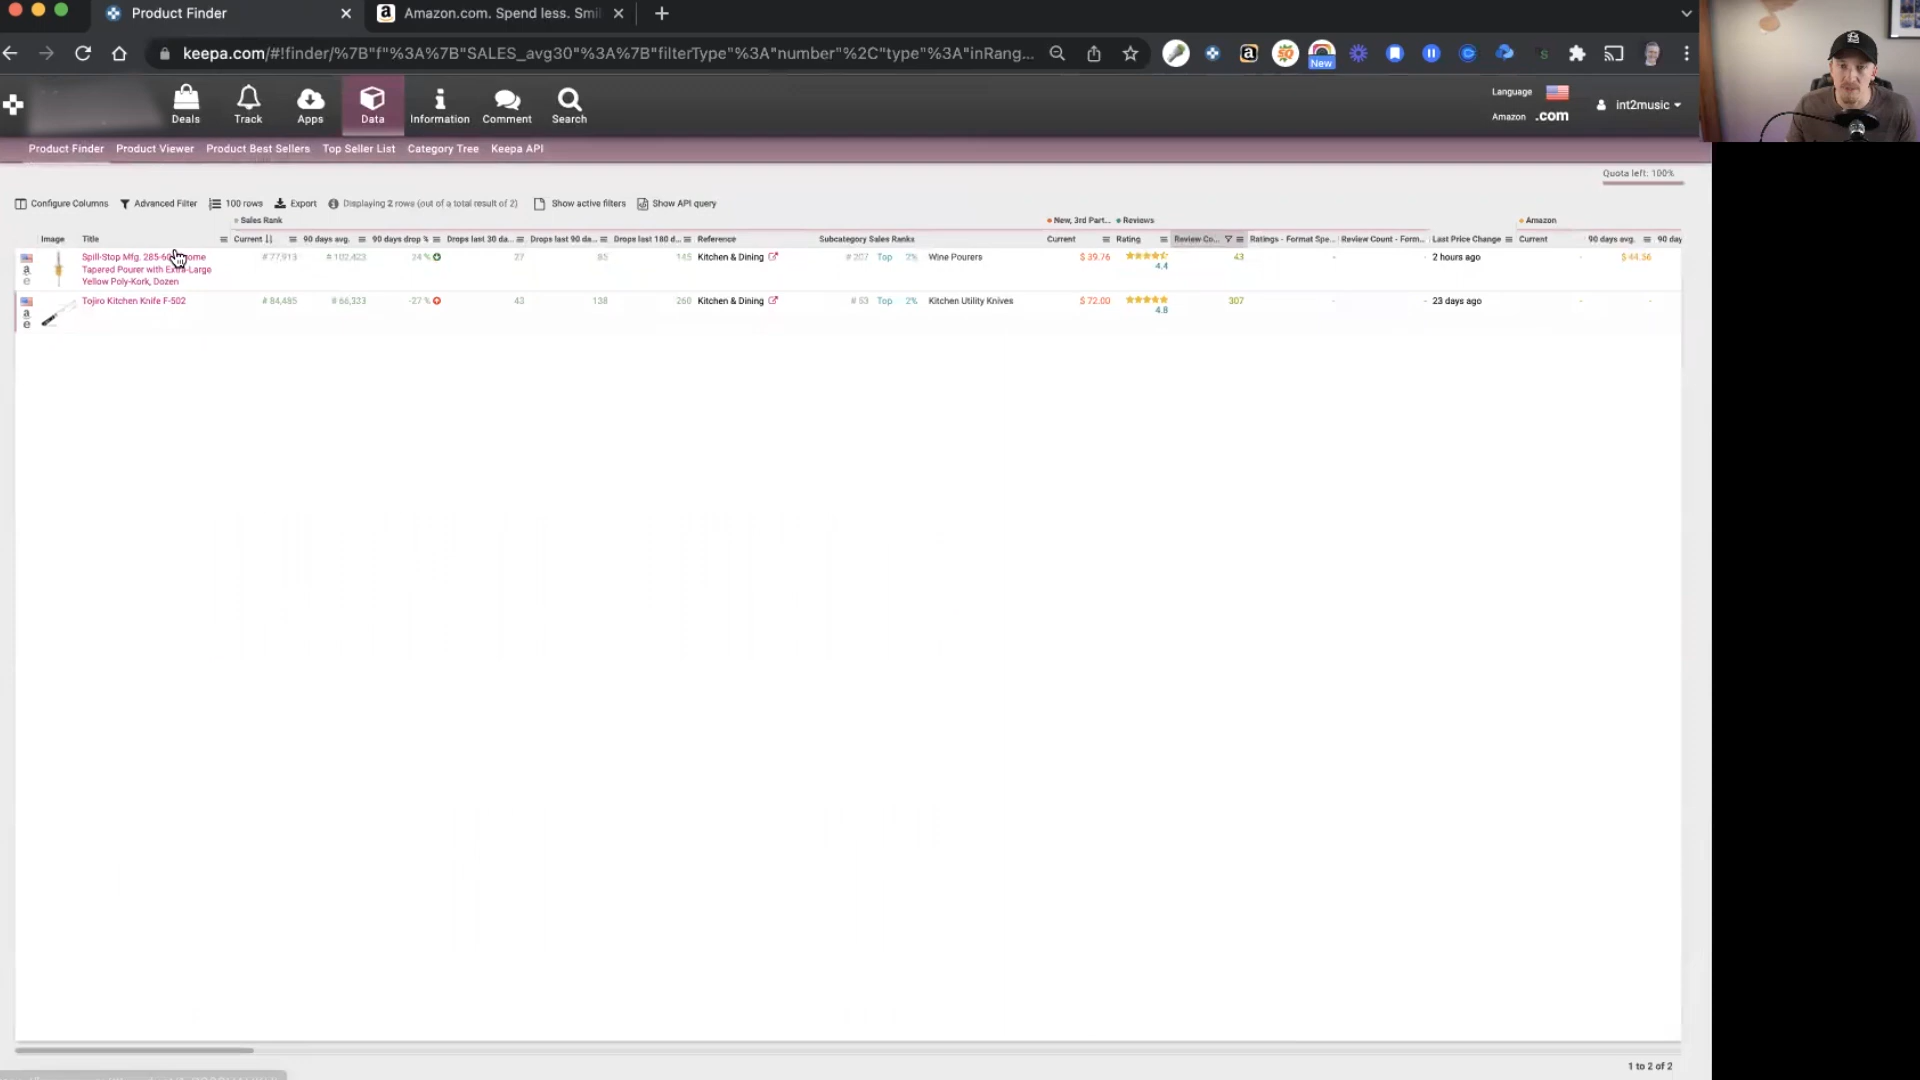 Product Finder
Amazon.com. Spend less. Smil
keepa.com/#!finder/%7B"f"%3A%7B"SALES_avg30"%3A%7B"filterType"%3A"number"%2C"type"%3A"inRang...
New
Deals
Track
Apps
Data
Information
Comment
Search
Language
Amazon .com
int2music
Product Finder Product Viewer Product Best Sellers Top Seller List Category Tree Keepa API
Quota left: 100%
Configure Columns Advanced Filter 100 rows Export Displaying 2 rows (out of a total result of 2) Show active filters Show API query
Sales Rank New, 3rd Part... Reviews Amazon
Image Title Current 90 days avg. 90 days drop % Drops last 30 da... Drops last 90 da... Drops last 180 d... Reference Subcategory Sales Ranks Current Rating Review Co... Ratings - Format Spe... Review Count - Form... Last Price Change Current 90 days avg. 90 day
Spill-Stop Mfg. # 77,913 # 102,423 24 % 27 85 145 Kitchen & Dining # 207 Top 2% Wine Pourers $ 39.76 4.4 43 - - 2 hours ago - $ 44.56
Tapered Pourer with Extra-Large
Yellow Poly-Kork, Dozen
Tojiro Kitchen Knife F-502 # 84,485 # 66,323 -27 % 43 138 260 Kitchen & Dining # 53 Top 2% Kitchen Utility Knives $ 72.00 4.8 307 - - 23 days ago - - -
1 to 2 of 2